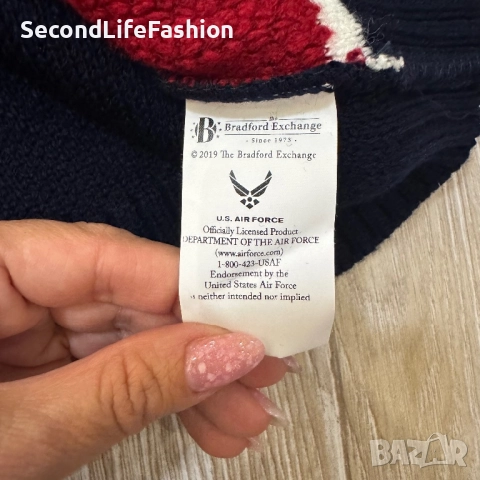 SecondLifeFashion
B
The
Bradford Exchange
· Since 1973 ·
© 2019 The Bradford Exchange
U.S. AIR FORCE
Officially Licensed Product
DEPARTMENT OF THE AIR FORCE
(www.airforce.com)
1-800-423-USAF
Endorsement by the
United States Air Force
is neither intended nor implied
BAZAR